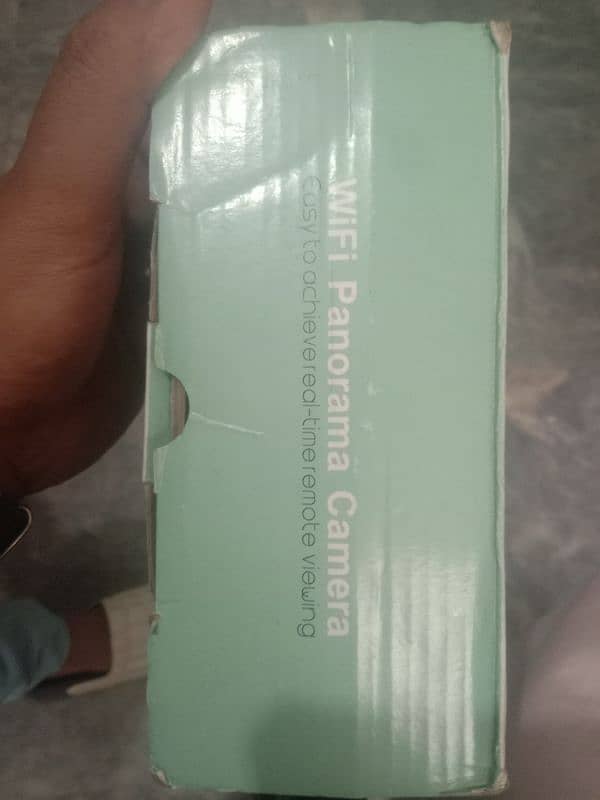 WiFi Panorama Camera
Easy to achieve real-time remote viewing